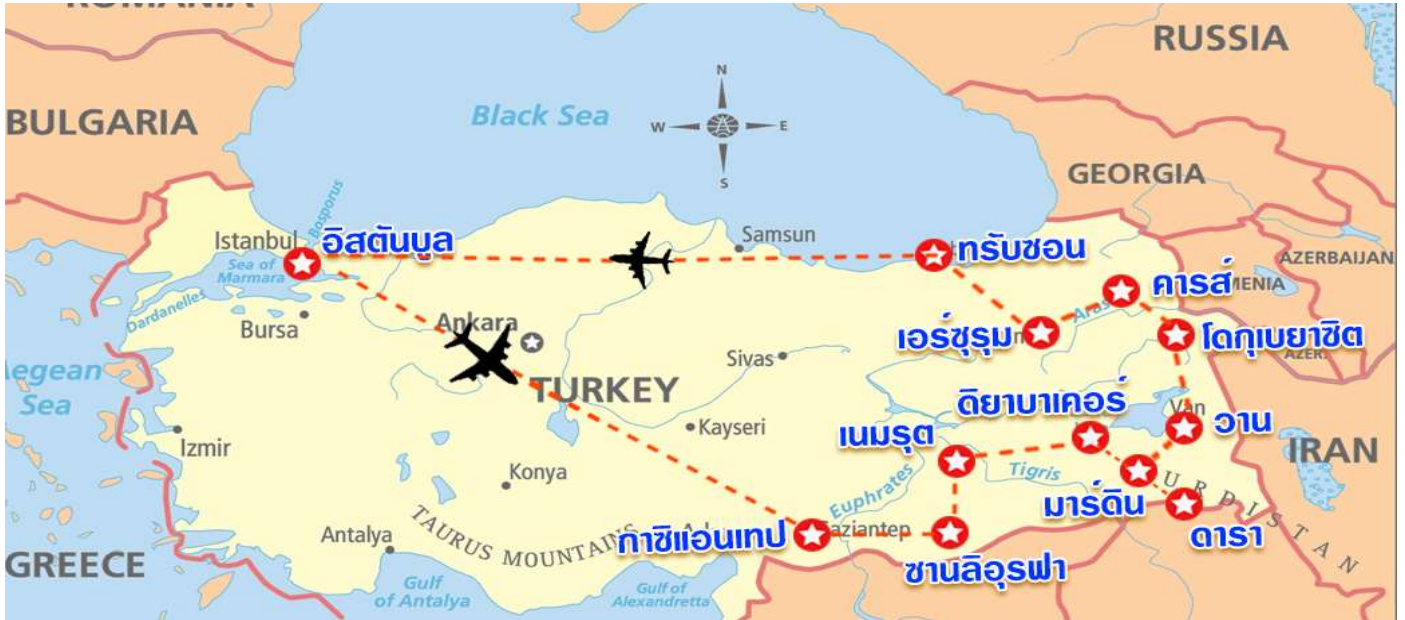 RUSSIA
BULGARIA
Black Sea
N
W
E
S
GEORGIA
Bosporus
Istanbul
อิสตันบูล
Samsun
ทรับซอน
AZERBAIJAN
Sea of
Marmara
คารส์
MENIA
Aras
Dardanelles
Bursa
Ankara
เอร์ซุรุม
โดกุเบยาซิต
AZER.
Sivas
Aegean
Sea
TURKEY
ดิยาบาเคอร์
Van
วาน
Izmir
Kayseri
เนมรุต
IRAN
Konya
Euphrates
Tigris
URDISTAN
มาร์ดิน
ดารา
TAURUS MOUNTAINS
Antalya
กาซิแอนเทป
Gaziantep
ซานลิอุรฟา
GREECE
Gulf
of Antalya
Gulf of
Alexandretta